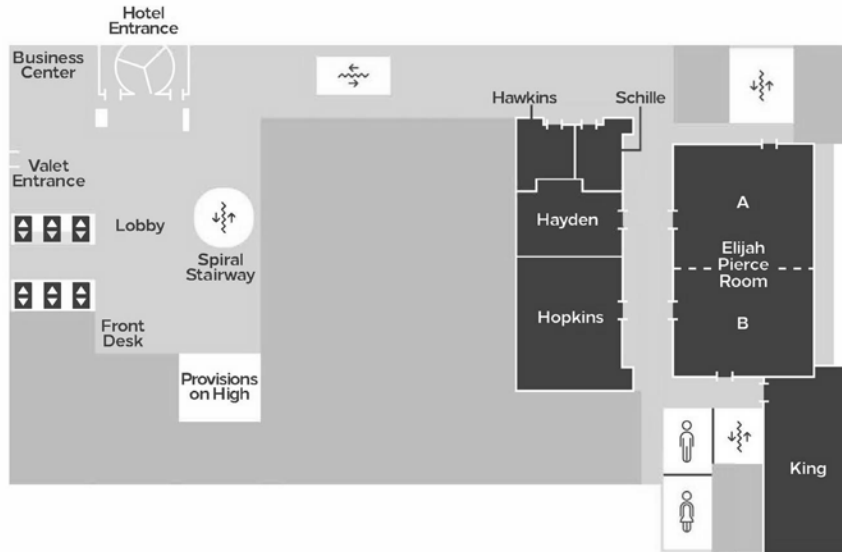 Hotel
Entrance
Business
Center
Hawkins
Schille
Valet
Entrance
Lobby
Hayden
A
Elijah
Pierce
Room
Spiral
Stairway
Hopkins
B
Front
Desk
Provisions
on High
King